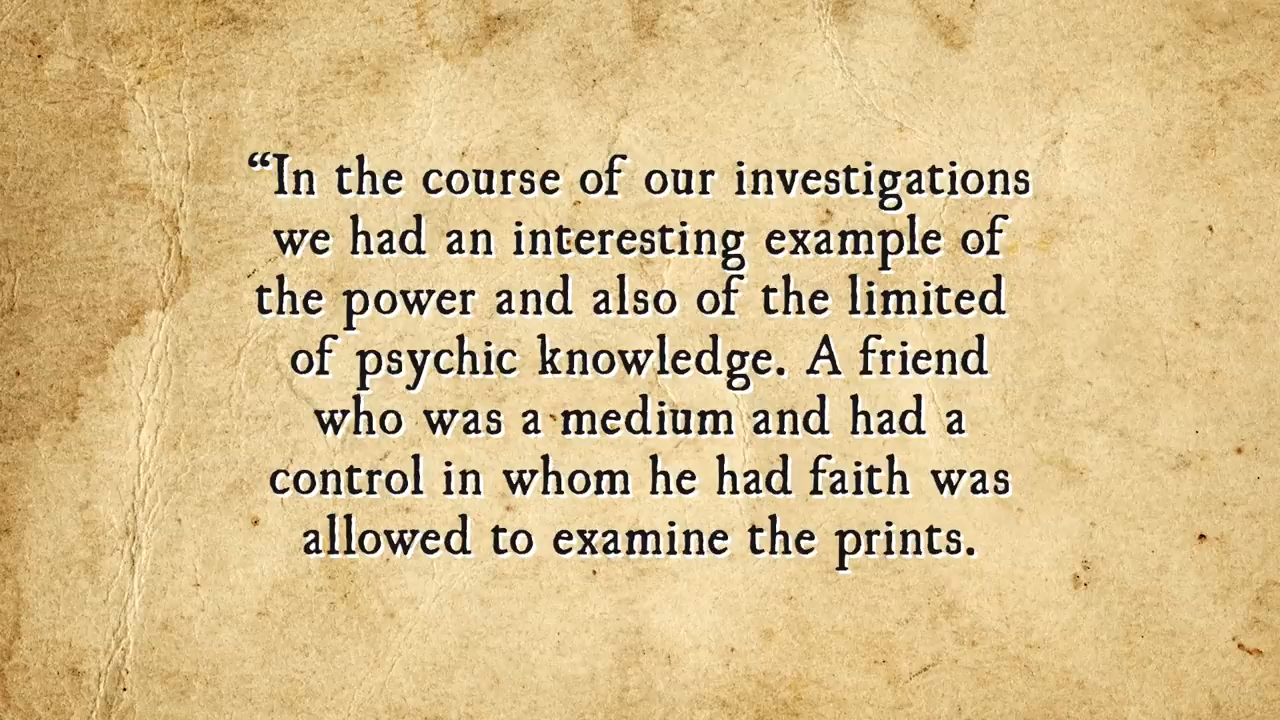 “In the course of our investigations
we had an interesting example of
the power and also of the limited
of psychic knowledge. A friend
who was a medium and had a
control in whom he had faith was
allowed to examine the prints.